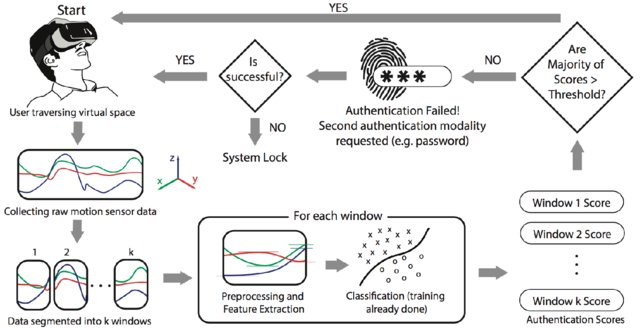 Start
YES
User traversing virtual space
YES
Is
successful?
NO
System Lock
***
Authentication Failed!
Second authentication modality
requested (e.g. password)
NO
Are
Majority of
Scores >
Threshold?
z
x
y
Collecting raw motion sensor data
1
2
...
k
Data segmented into k windows
For each window
Preprocessing and
Feature Extraction
Classification (training
already done)
Window 1 Score
Window 2 Score
Window k Score
Authentication Scores